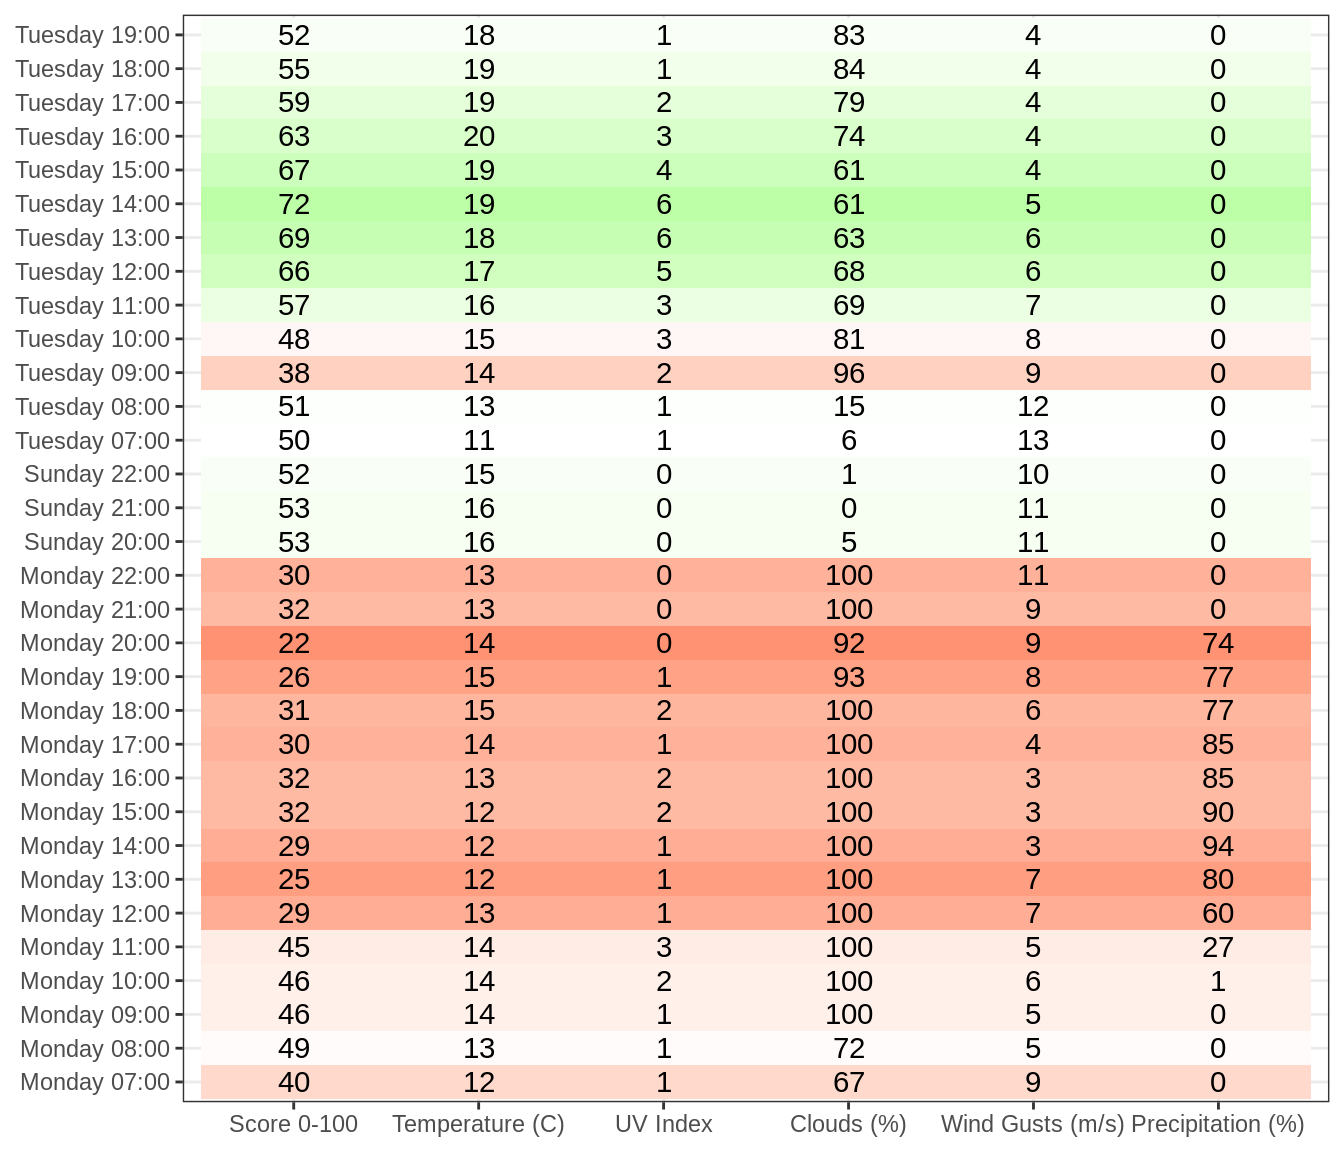 Tuesday 19:00 52 18 1 83 4 0
Tuesday 18:00 55 19 1 84 4 0
Tuesday 17:00 59 19 2 79 4 0
Tuesday 16:00 63 20 3 74 4 0
Tuesday 15:00 67 19 4 61 4 0
Tuesday 14:00 72 19 6 61 5 0
Tuesday 13:00 69 18 6 63 6 0
Tuesday 12:00 66 17 5 68 6 0
Tuesday 11:00 57 16 3 69 7 0
Tuesday 10:00 48 15 3 81 8 0
Tuesday 09:00 38 14 2 96 9 0
Tuesday 08:00 51 13 1 15 12 0
Tuesday 07:00 50 11 1 6 13 0
Sunday 22:00 52 15 0 1 10 0
Sunday 21:00 53 16 0 0 11 0
Sunday 20:00 53 16 0 5 11 0
Monday 22:00 30 13 0 100 11 0
Monday 21:00 32 13 0 100 9 0
Monday 20:00 22 14 0 92 9 74
Monday 19:00 26 15 1 93 8 77
Monday 18:00 31 15 2 100 6 77
Monday 17:00 30 14 1 100 4 85
Monday 16:00 32 13 2 100 3 85
Monday 15:00 32 12 2 100 3 90
Monday 14:00 29 12 1 100 3 94
Monday 13:00 25 12 1 100 7 80
Monday 12:00 29 13 1 100 7 60
Monday 11:00 45 14 3 100 5 27
Monday 10:00 46 14 2 100 6 1
Monday 09:00 46 14 1 100 5 0
Monday 08:00 49 13 1 72 5 0
Monday 07:00 40 12 1 67 9 0
Score 0-100 Temperature (C) UV Index Clouds (%) Wind Gusts (m/s) Precipitation (%)